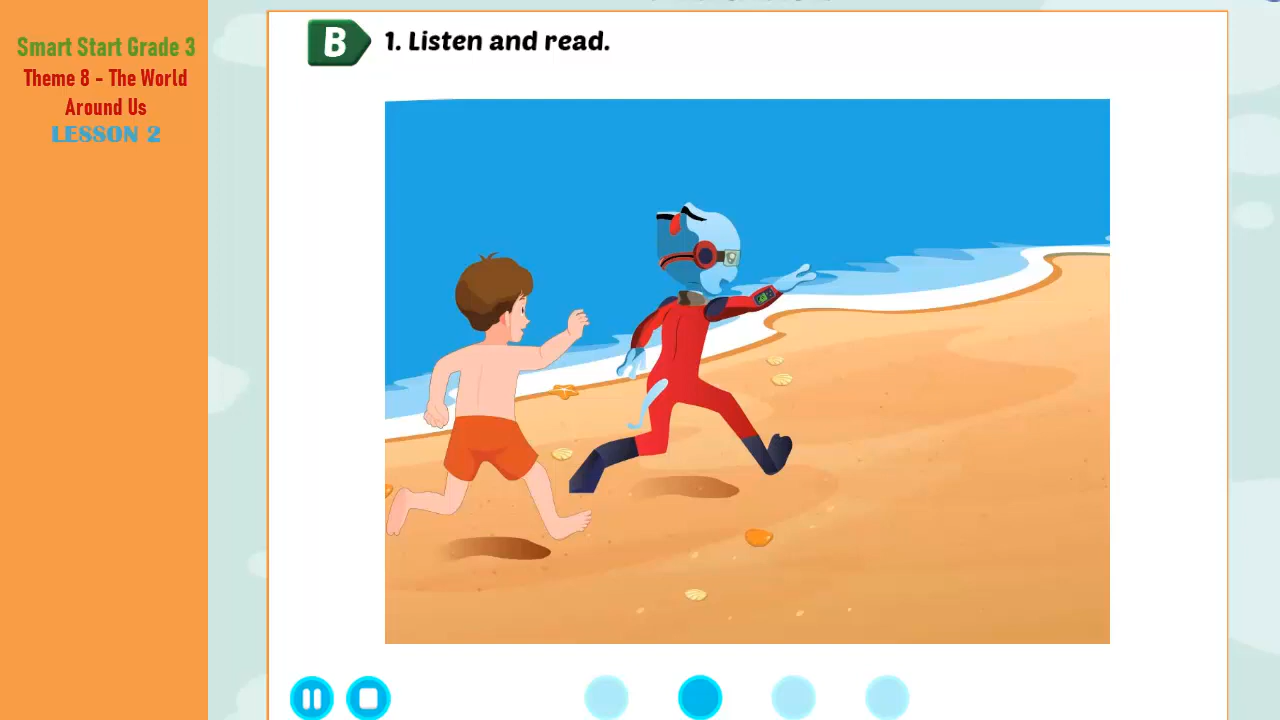 Smart Start Grade 3
Theme 8 - The World
Around Us
LESSON 2
B 1. Listen and read.